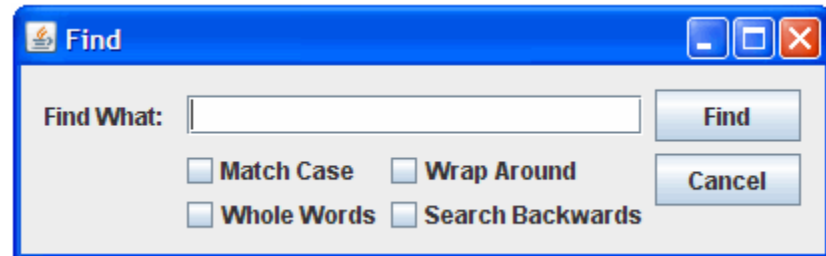 Find
Find What: Find
Match Case Wrap Around Cancel
Whole Words Search Backwards